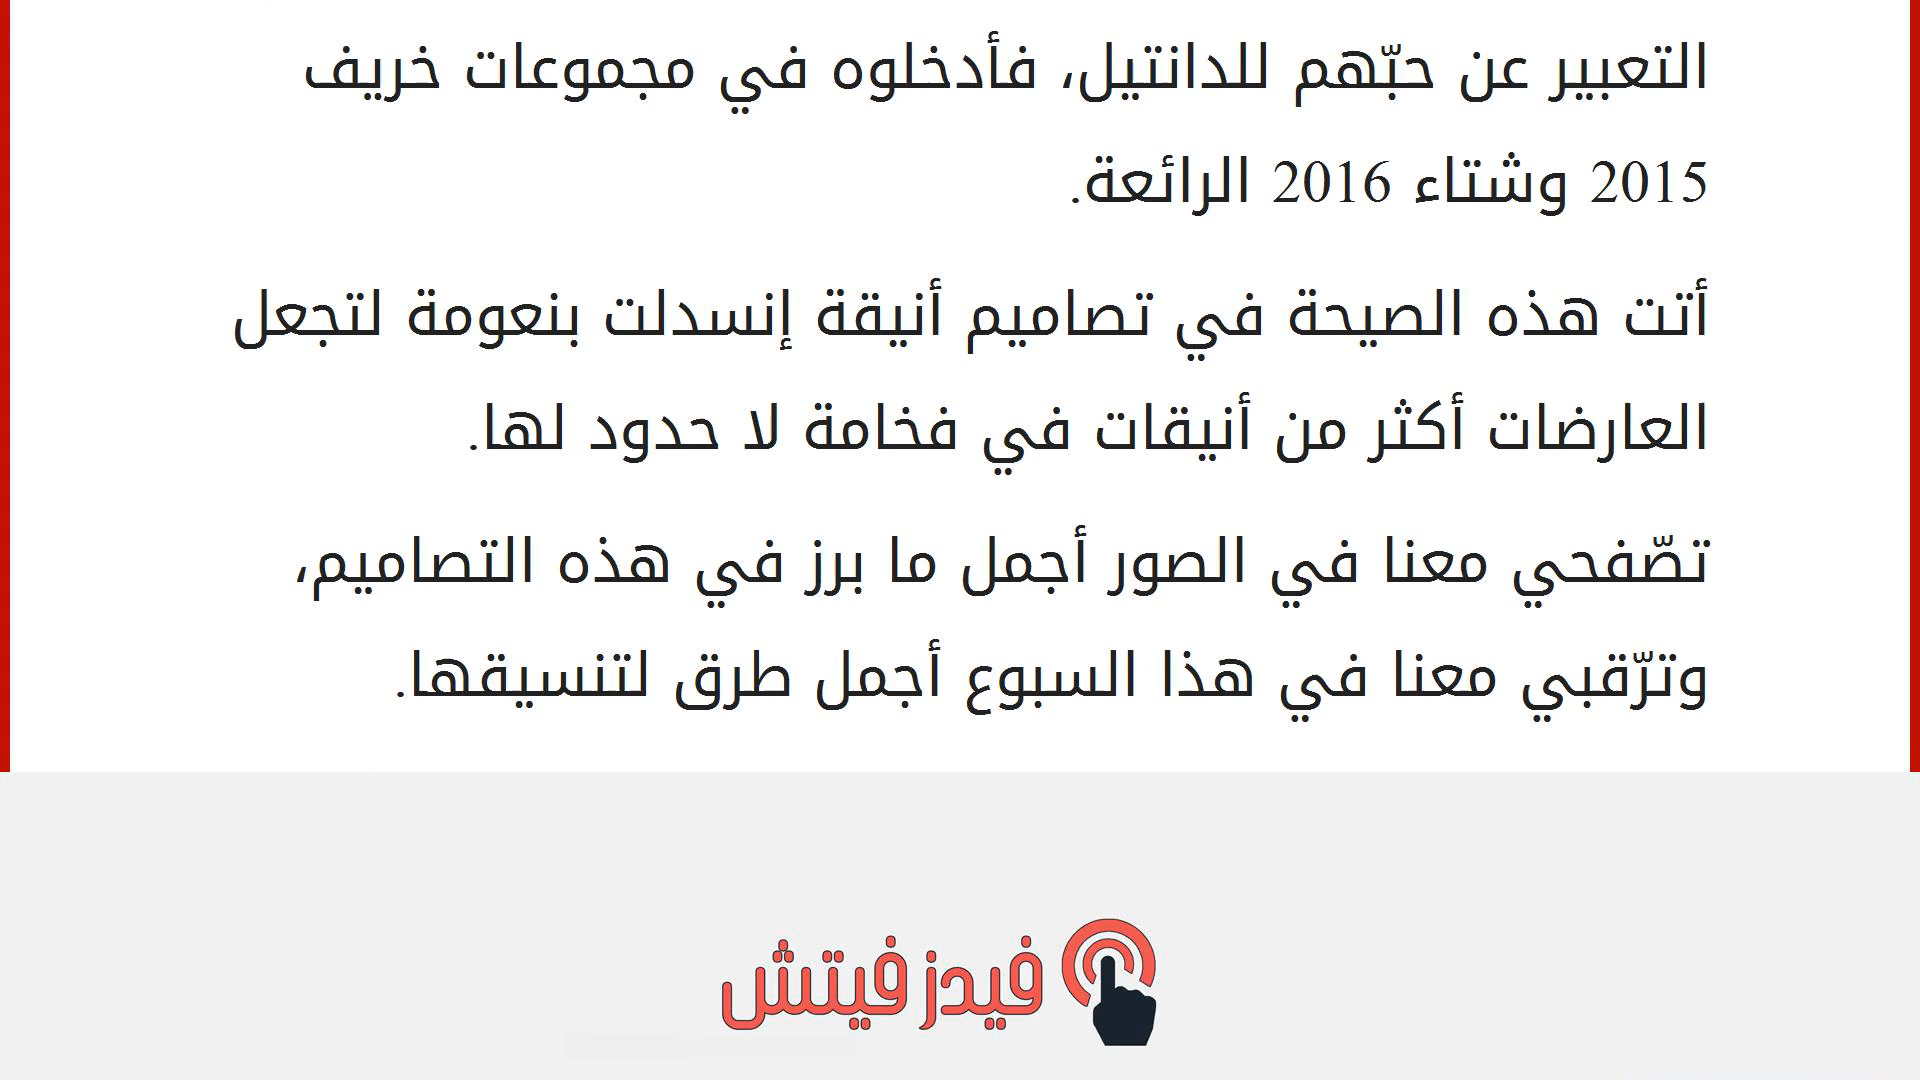 التعبير عن حبّهم للدانتيل، فأدخلوه في مجموعات خريف
2015 وشتاء 2016 الرائعة.
أتت هذه الصيحة في تصاميم أنيقة إنسدلت بنعومة لتجعل
العارضات أكثر من أنيقات في فخامة لا حدود لها.
تصّفحي معنا في الصور أجمل ما برز في هذه التصاميم،
وترّقبي معنا في هذا السبوع أجمل طرق لتنسيقها.
فيدز فيتش